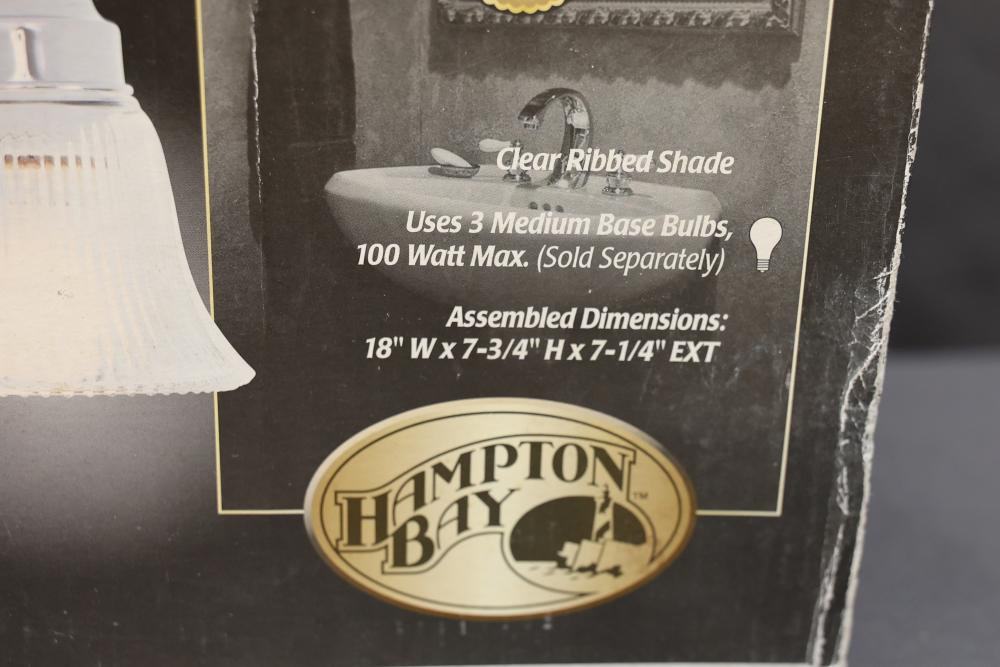 Clear Ribbed Shade
Uses 3 Medium Base Bulbs,
100 Watt Max. (Sold Separately)
Assembled Dimensions:
18" W x 7-3/4" H x 7-1/4" EXT
HAMPTON
BAY
TM